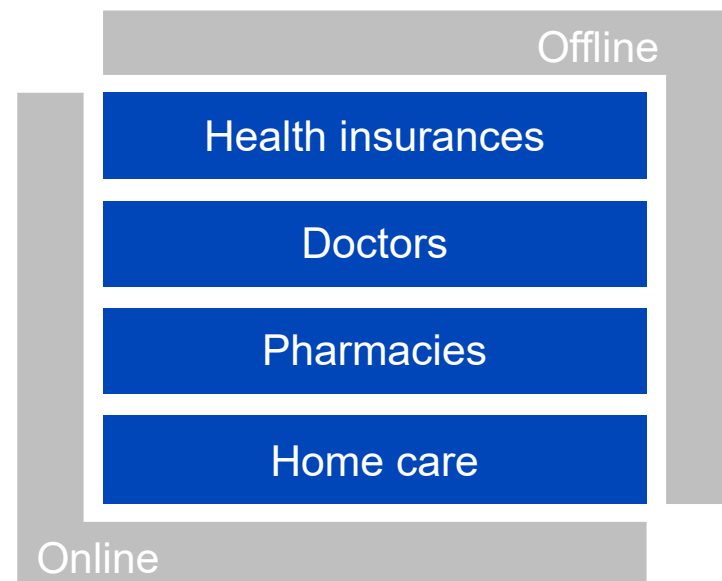 Offline
Health insurances
Doctors
Pharmacies
Home care
Online